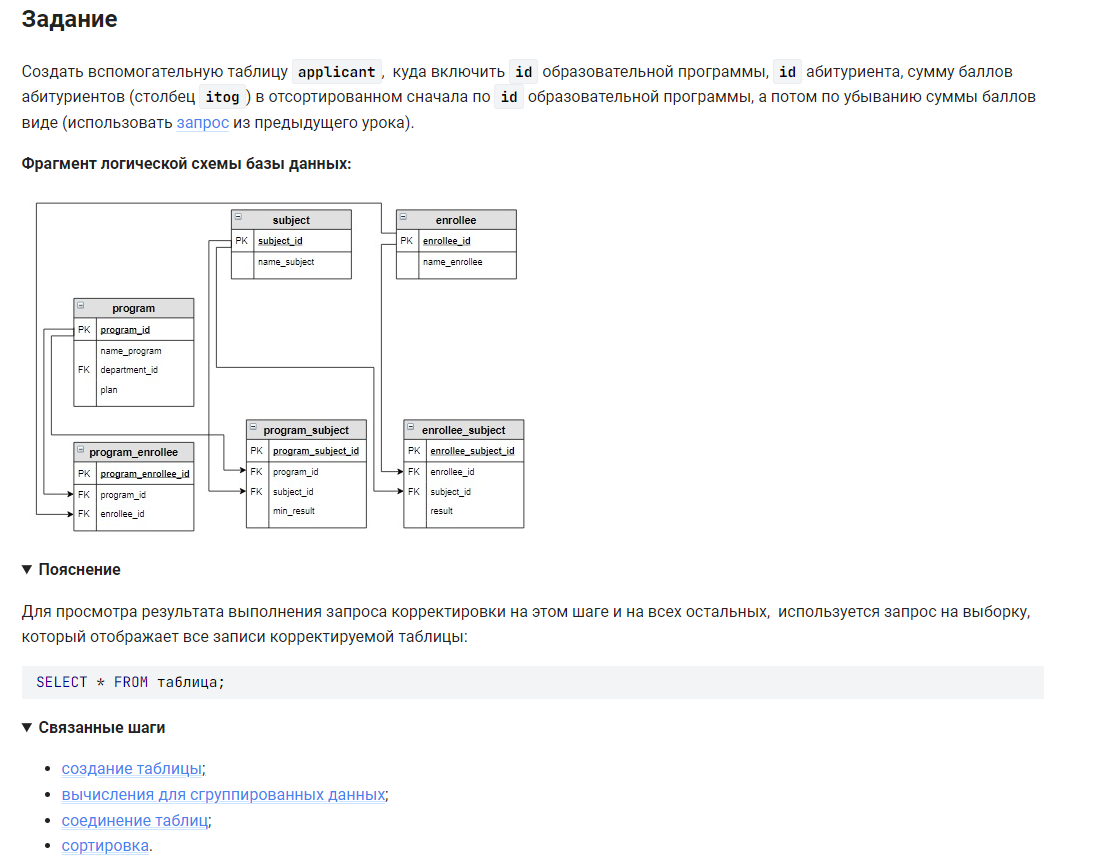 Задание
Создать вспомогательную таблицу applicant, куда включить id образовательной программы, id абитуриента, сумму баллов
абитуриентов (столбец itog) в отсортированном сначала по id образовательной программы, а потом по убыванию суммы баллов
виде (использовать запрос из предыдущего урока).
Фрагмент логической схемы базы данных:
subject
PK subject_id
name_subject
enrollee
PK enrollee_id
name_enrollee
program
PK program_id
name_program
FK department_id
plan
program_enrollee
PK program_enrollee_id
FK program_id
FK enrollee_id
program_subject
PK program_subject_id
FK program_id
FK subject_id
min_result
enrollee_subject
PK enrollee_subject_id
FK enrollee_id
FK subject_id
result
▼ Пояснение
Для просмотра результата выполнения запроса корректировки на этом шаге и на всех остальных, используется запрос на выборку,
который отображает все записи корректируемой таблицы:
SELECT * FROM таблица;
▼ Связанные шаги
• создание таблицы;
• вычисления для сгруппированных данных;
• соединение таблиц;
• сортировка.